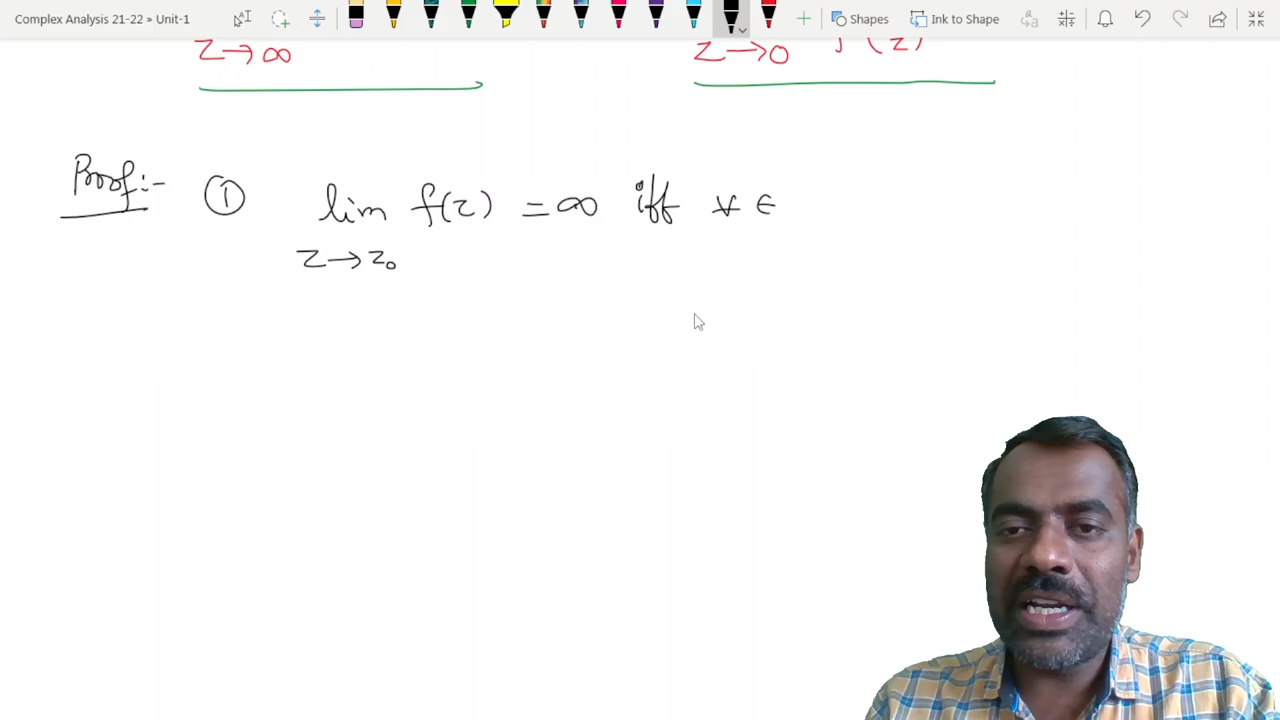 Complex Analysis 21-22 » Unit-1
Shapes
Ink to Shape
z→∞
z→0 f(z)
Proof:- ① lim f(z) = ∞ iff ∀ ϵ
z→z₀